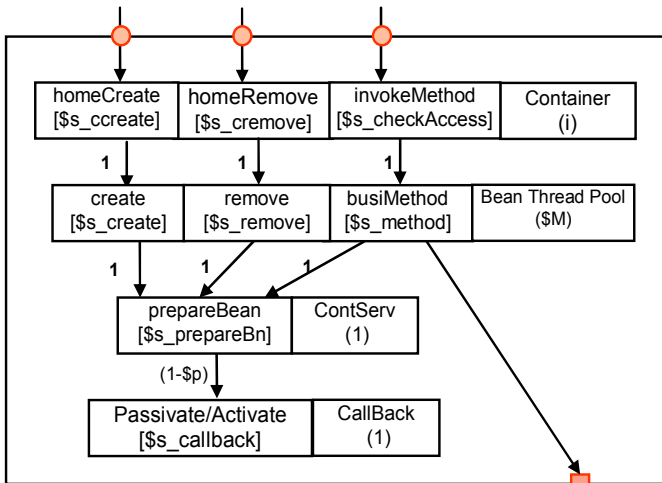 homeCreate
[$s_ccreate]
homeRemove
[$s_cremove]
invokeMethod
[$s_checkAccess]
Container
(i)
1
1
1
create
[$s_create]
remove
[$s_remove]
busiMethod
[$s_method]
Bean Thread Pool
($M)
1
1
1
prepareBean
[$s_prepareBn]
ContServ
(1)
(1-$p)
Passivate/Activate
[$s_callback]
CallBack
(1)